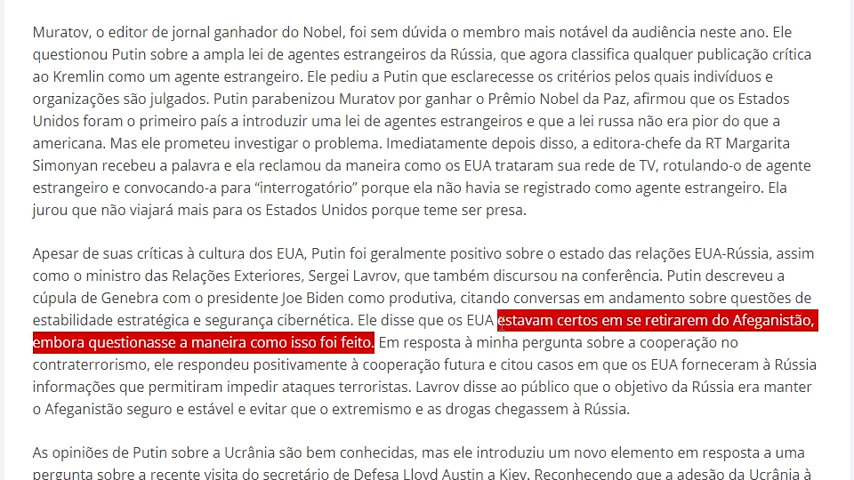 Muratov, o editor de jornal ganhador do Nobel, foi sem dúvida o membro mais notável da audiência neste ano. Ele
questionou Putin sobre a ampla lei de agentes estrangeiros da Rússia, que agora classifica qualquer publicação crítica
ao Kremlin como um agente estrangeiro. Ele pediu a Putin que esclarecesse os critérios pelos quais indivíduos e
organizações são julgados. Putin parabenizou Muratov por ganhar o Prêmio Nobel da Paz, afirmou que os Estados
Unidos foram o primeiro país a introduzir uma lei de agentes estrangeiros e que a lei russa não era pior do que a
americana. Mas ele prometeu investigar o problema. Imediatamente depois disso, a editora-chefe da RT Margarita
Simonyan recebeu a palavra e ela reclamou da maneira como os EUA trataram sua rede de TV, rotulando-o de agente
estrangeiro e convocando-a para “interrogatório” porque ela não havia se registrado como agente estrangeiro. Ela
jurou que não viajará mais para os Estados Unidos porque teme ser presa.
Apesar de suas críticas à cultura dos EUA, Putin foi geralmente positivo sobre o estado das relações EUA-Rússia, assim
como o ministro das Relações Exteriores, Sergei Lavrov, que também discursou na conferência. Putin descreveu a
cúpula de Genebra com o presidente Joe Biden como produtiva, citando conversas em andamento sobre questões de
estabilidade estratégica e segurança cibernética. Ele disse que os EUA estavam certos em se retirarem do Afeganistão,
embora questionasse a maneira como isso foi feito. Em resposta à minha pergunta sobre a cooperação no
contraterrorismo, ele respondeu positivamente à cooperação futura e citou casos em que os EUA forneceram à Rússia
informações que permitiram impedir ataques terroristas. Lavrov disse ao público que o objetivo da Rússia era manter
o Afeganistão seguro e estável e evitar que o extremismo e as drogas chegassem à Rússia.
As opiniões de Putin sobre a Ucrânia são bem conhecidas, mas ele introduziu um novo elemento em resposta a uma
pergunta sobre a recente visita do secretário de Defesa Lloyd Austin a Kiev. Reconhecendo que a adesão da Ucrânia à